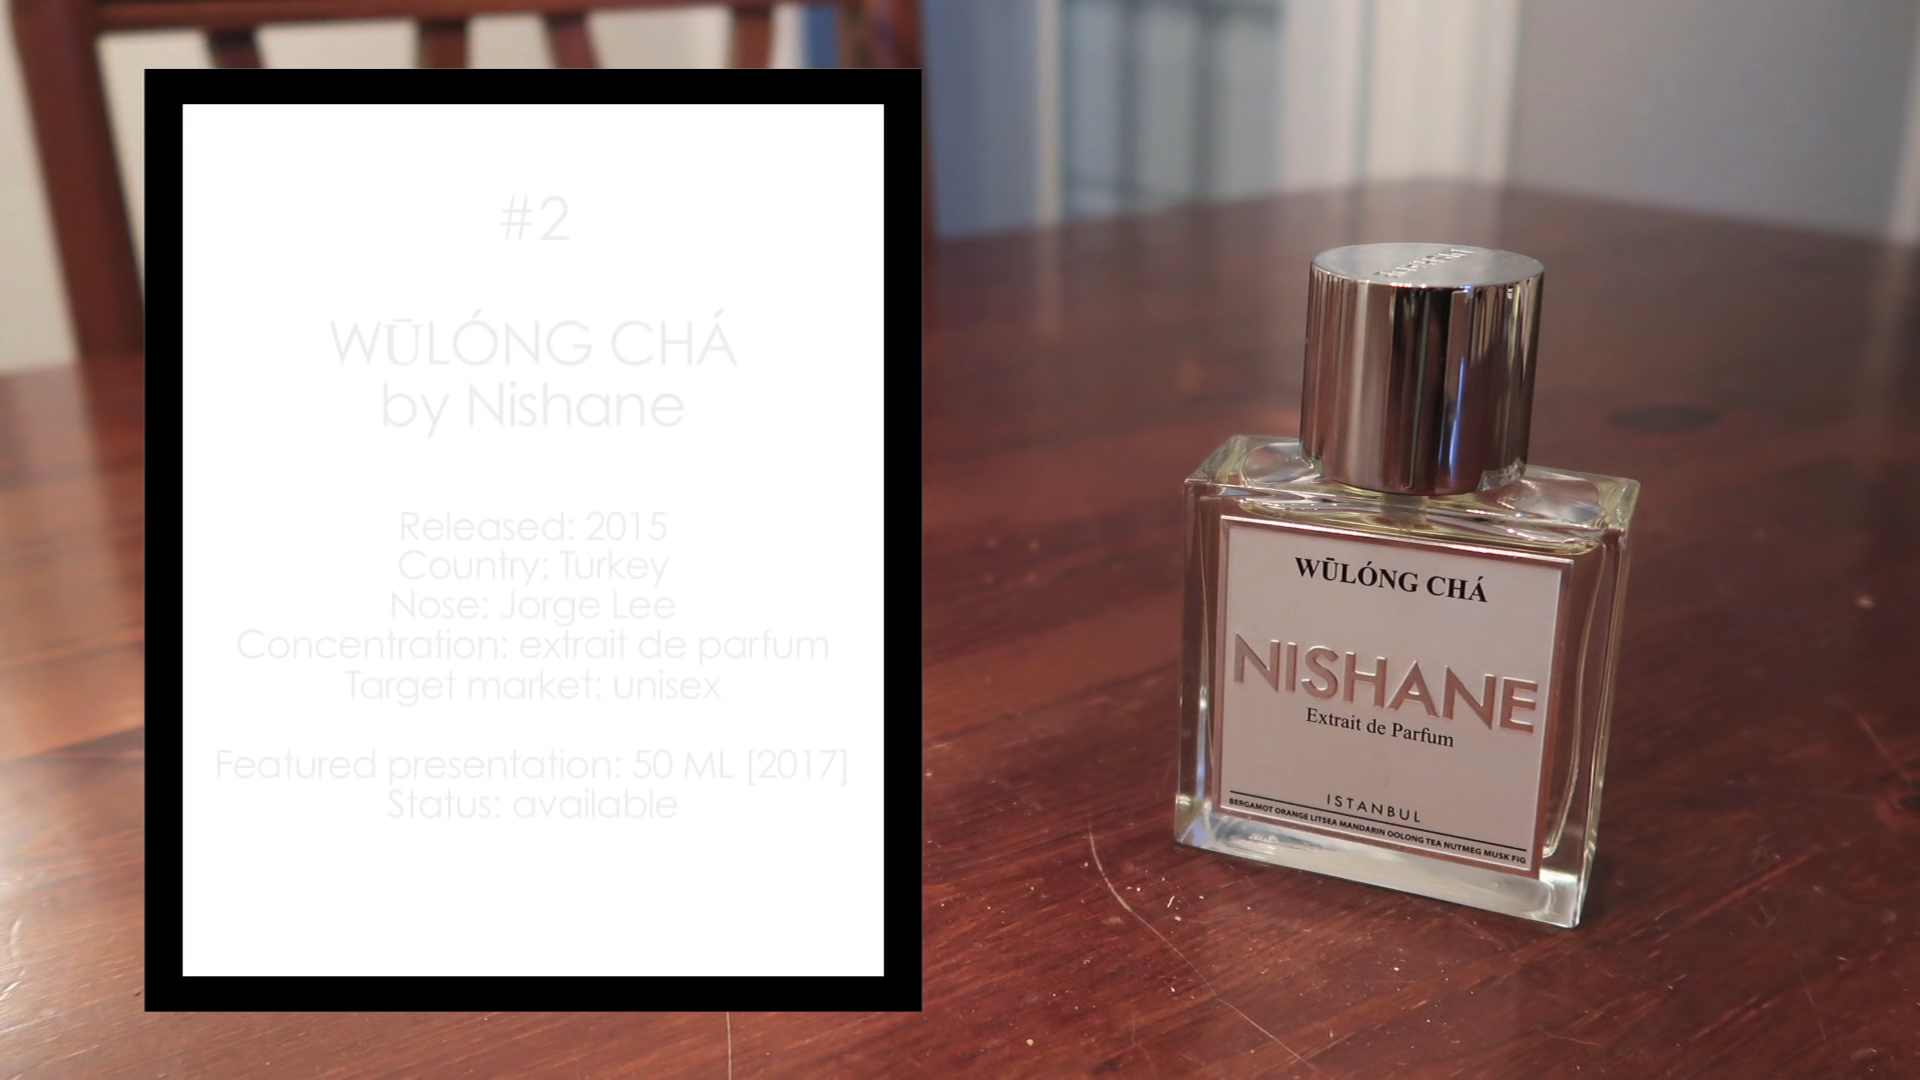 #2
WŪLÓNG CHÁ
by Nishane
Released: 2015
Country: Turkey
Nose: Jorge Lee
Concentration: extrait de parfum
Target market: unisex
Featured presentation: 50 ML [2017]
Status: available
WŪLÓNG CHÁ
NISHANE
Extrait de Parfum
ISTANBUL
BERGAMOT ORANGE LITSEA MANDARIN OOLONG TEA NUTMEG MUSK FIG